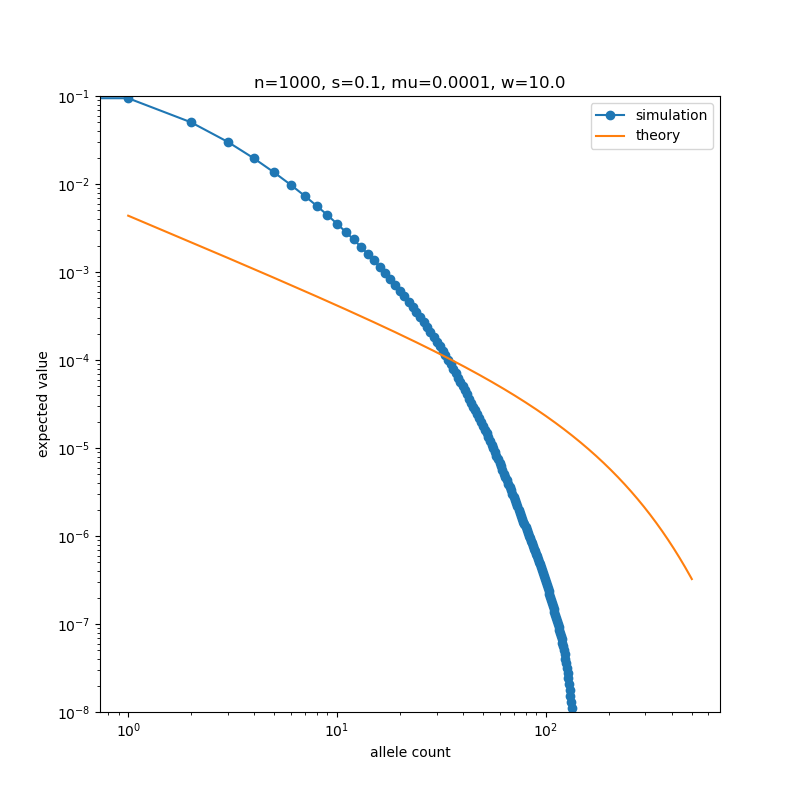 n=1000, s=0.1, mu=0.0001, w=10.0
simulation
theory
10⁻¹
10⁻²
10⁻³
10⁻⁴
10⁻⁵
10⁻⁶
10⁻⁷
10⁻⁸
expected value
10⁰
10¹
10²
allele count